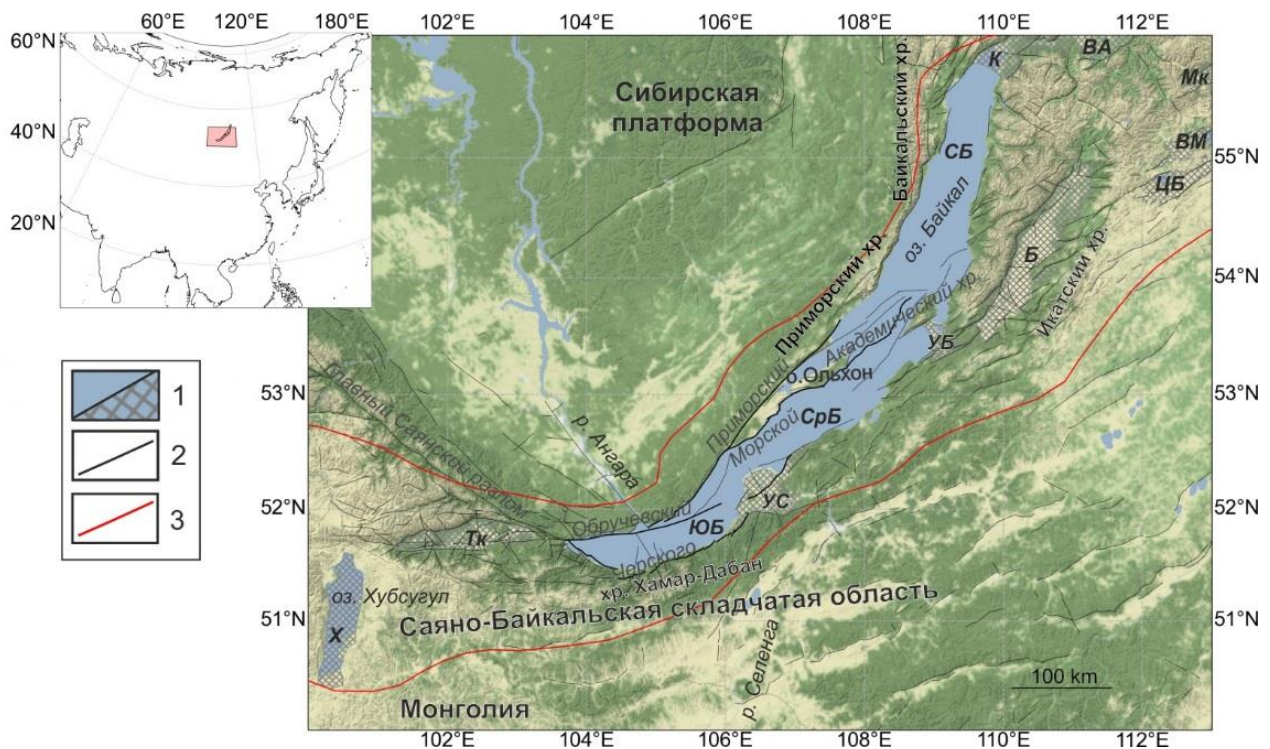 60°E 120°E 180°E
60°N
40°N
20°N
102°E 104°E 106°E 108°E 110°E 112°E
Сибирская
платформа
Байкальский хр.
К
ВА
Мк
ВМ
ЦБ
55°N
СБ
оз. Байкал
Б
Икатский хр.
54°N
Приморский хр.
Академический хр.
УБ
о.Ольхон
53°N
53°N
Приморский
Морской
СрБ
Главный Саянский разлом
р. Ангара
52°N
52°N
УС
Обручевский
ЮБ
Тк
Черского
хр. Хамар-Дабан
оз. Хубсугул
Х
51°N
51°N
Саяно-Байкальская складчатая область
р. Селенга
Монголия
100 km
102°E 104°E 106°E 108°E 110°E 112°E
1
2
3